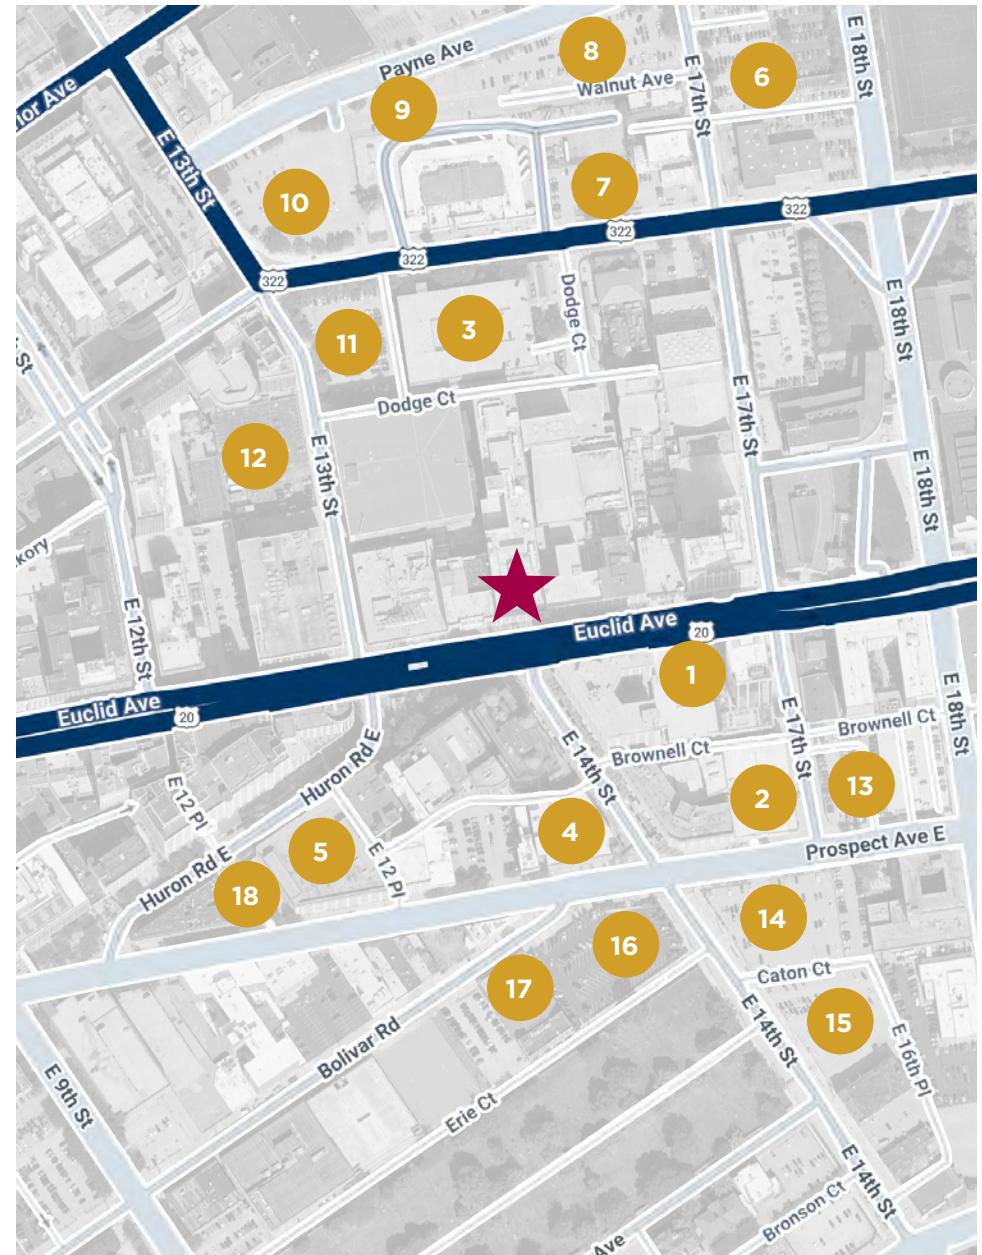 8
E 18th St
Payne Ave
6
E 17th St
Walnut Ave
ior Ave
9
E 13th St
7
10
322
322
322
322
Dodge Ct
E 18th St
3
11
Dodge Ct
E 17th St
St
12
E 13th St
E 18th St
kory
E 12th St
Euclid Ave
20
1
Euclid Ave
20
E 18th St
E 17th St
Brownell Ct
Brownell Ct
E 14th St
Huron Rd E
E 12 Pl
2
13
4
5
E 12 Pl
Prospect Ave E
Huron Rd E
18
14
16
Caton Ct
17
15
E 14th St
Bolivar Rd
E 16th Pl
E 9th St
Erie Ct
E 14th St
Bronson Ct
Ave